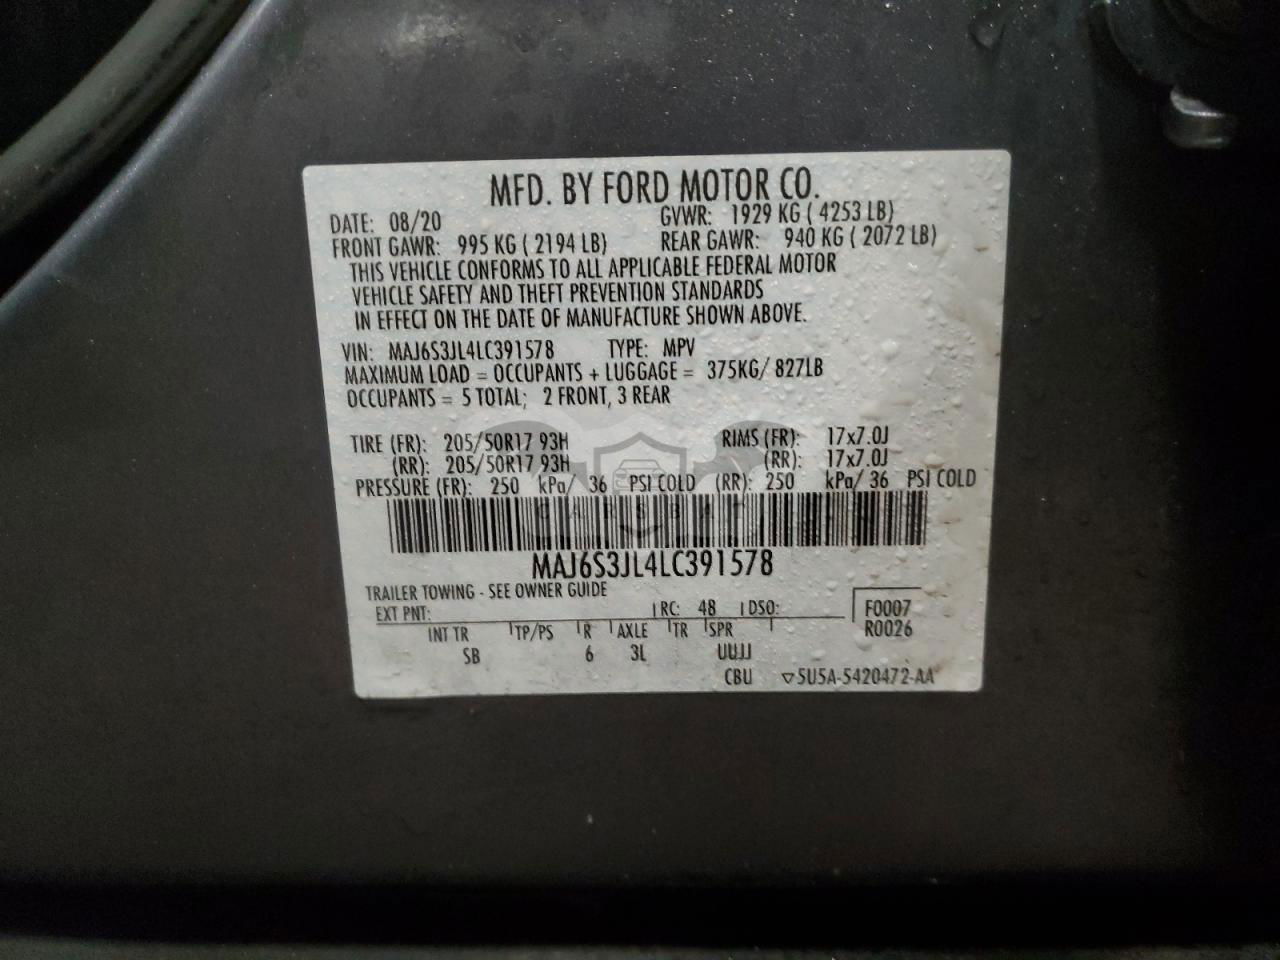 MFD. BY FORD MOTOR CO.
DATE: 08/20 GVWR: 1929 KG ( 4253 LB)
FRONT GAWR: 995 KG ( 2194 LB) REAR GAWR: 940 KG ( 2072 LB)
THIS VEHICLE CONFORMS TO ALL APPLICABLE FEDERAL MOTOR
VEHICLE SAFETY AND THEFT PREVENTION STANDARDS
IN EFFECT ON THE DATE OF MANUFACTURE SHOWN ABOVE.
VIN: MAJ6S3JL4LC391578 TYPE: MPV
MAXIMUM LOAD = OCCUPANTS + LUGGAGE = 375KG/ 827LB
OCCUPANTS = 5 TOTAL; 2 FRONT, 3 REAR
TIRE (FR): 205/50R17 93H RIMS (FR): 17x7.0J
(RR): 205/50R17 93H (RR): 17x7.0J
PRESSURE (FR): 250 kPa/ 36 PSI COLD (RR): 250 kPa/ 36 PSI COLD
MAJ6S3JL4LC391578
TRAILER TOWING - SEE OWNER GUIDE
EXT PNT: RC: 48 DSO: F0007
INT TR TP/PS R AXLE TR SPR R0026
SB 6 3L UUJJ
CBU ▽5U5A-5420472-AA